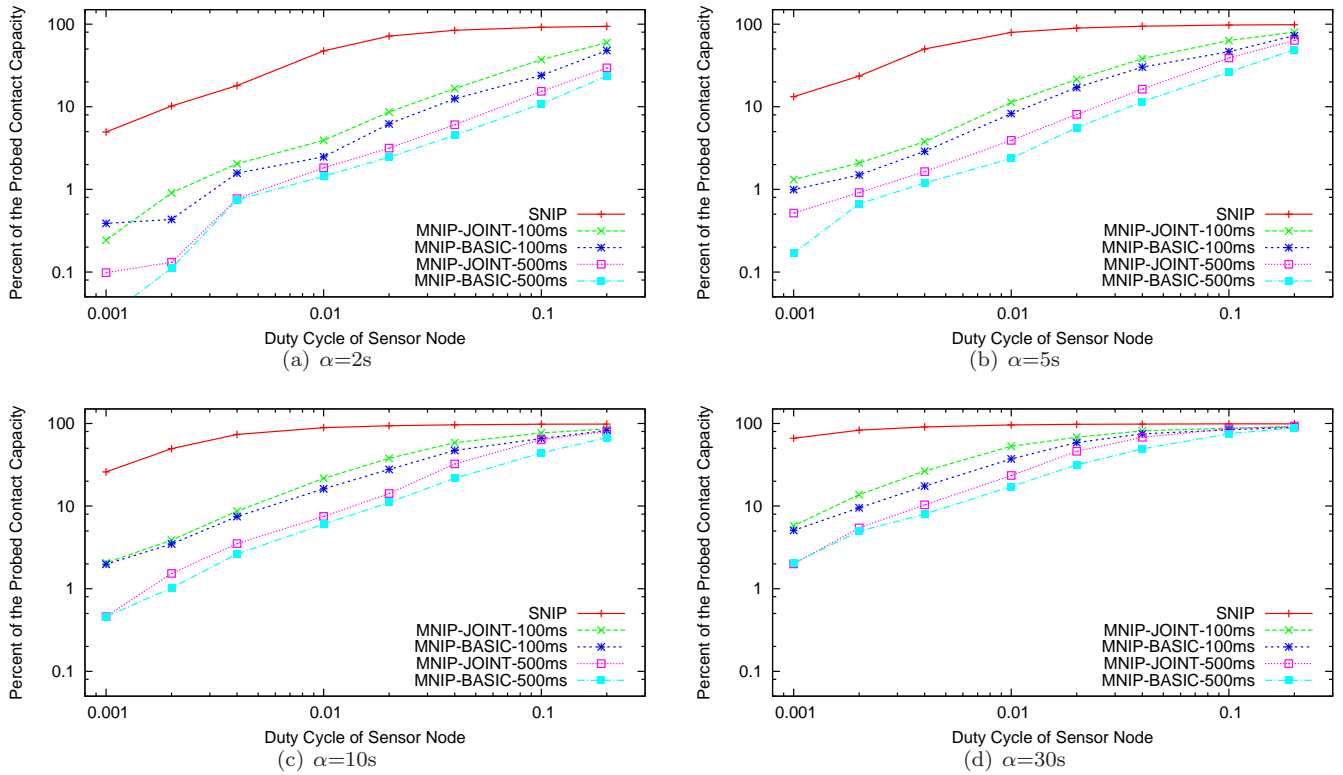 Percent of the Probed Contact Capacity
100
10
1
0.1
SNIP
MNIP-JOINT-100ms
MNIP-BASIC-100ms
MNIP-JOINT-500ms
MNIP-BASIC-500ms
0.001
0.01
0.1
Duty Cycle of Sensor Node
(a) α=2s
Percent of the Probed Contact Capacity
100
10
1
0.1
SNIP
MNIP-JOINT-100ms
MNIP-BASIC-100ms
MNIP-JOINT-500ms
MNIP-BASIC-500ms
0.001
0.01
0.1
Duty Cycle of Sensor Node
(b) α=5s
Percent of the Probed Contact Capacity
100
10
1
0.1
SNIP
MNIP-JOINT-100ms
MNIP-BASIC-100ms
MNIP-JOINT-500ms
MNIP-BASIC-500ms
0.001
0.01
0.1
Duty Cycle of Sensor Node
(c) α=10s
Percent of the Probed Contact Capacity
100
10
1
0.1
SNIP
MNIP-JOINT-100ms
MNIP-BASIC-100ms
MNIP-JOINT-500ms
MNIP-BASIC-500ms
0.001
0.01
0.1
Duty Cycle of Sensor Node
(d) α=30s